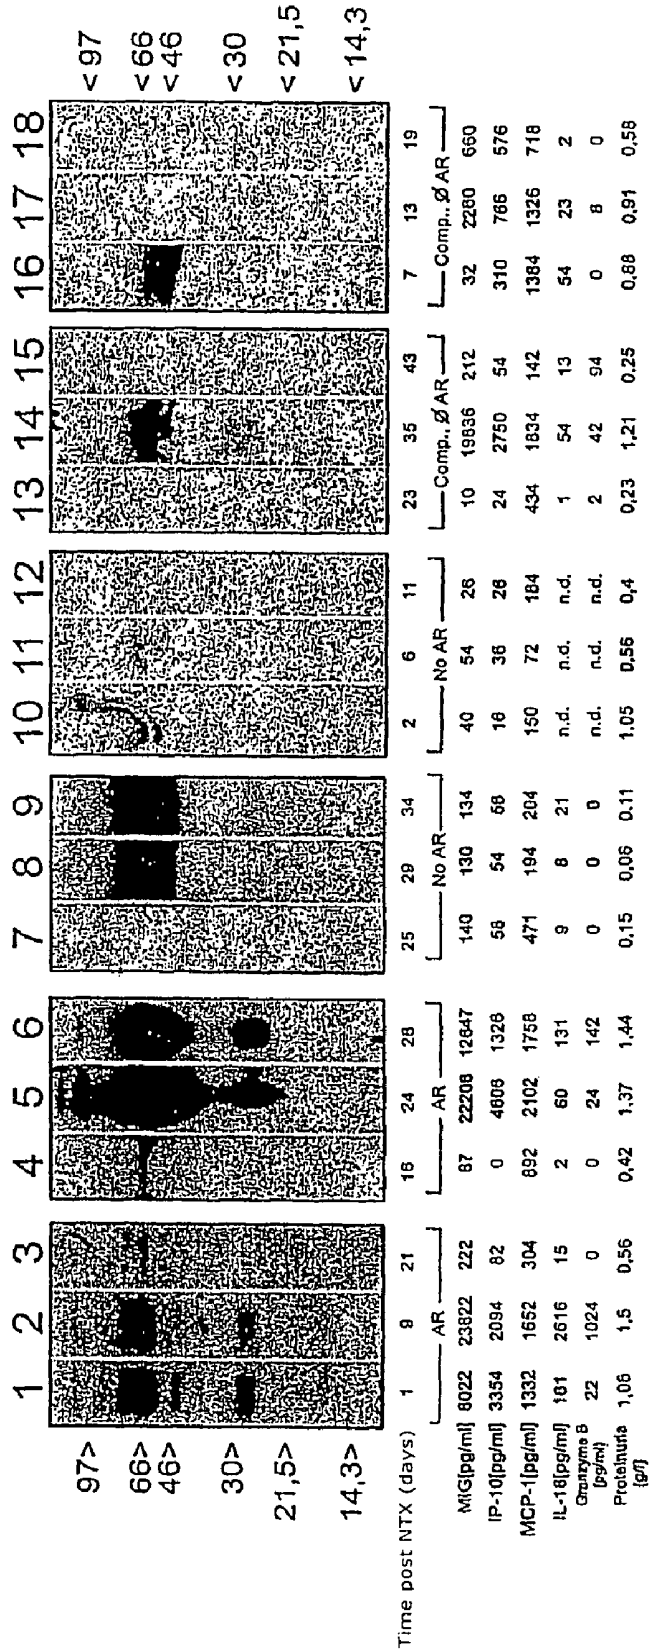 1 2 3 4 5 6 7 8 9 10 11 12 13 14 15 16 17 18
97> <97
66> <66
46> <46
30> <30
21,5> <21,5
14,3> <14,3
Time post NTX (days) 1 9 21 16 24 28 25 29 34 2 6 11 23 35 43 7 13 19
AR AR No AR No AR Comp., Ø AR Comp., Ø AR
MIG[pg/ml] 8022 23822 222 87 22208 12647 140 130 134 40 54 26 10 19836 212 32 2280 660
IP-10[pg/ml] 3354 2094 82 0 4606 1326 58 54 58 16 36 26 24 2750 54 310 766 576
MCP-1[pg/ml] 1332 1652 304 892 2102 1758 471 194 204 150 72 184 434 1834 142 1384 1326 718
IL-18[pg/ml] 181 2616 15 2 60 131 9 8 21 n.d. n.d. n.d. 1 54 13 54 23 2
Granzyme B [pg/ml] 22 1024 0 0 24 142 0 0 0 n.d. n.d. n.d. 2 42 94 0 8 0
Proteinuria [g/l] 1,06 1,5 0,56 0,42 1,37 1,44 0,15 0,06 0,11 1,05 0,56 0,4 0,23 1,21 0,25 0,88 0,91 0,58